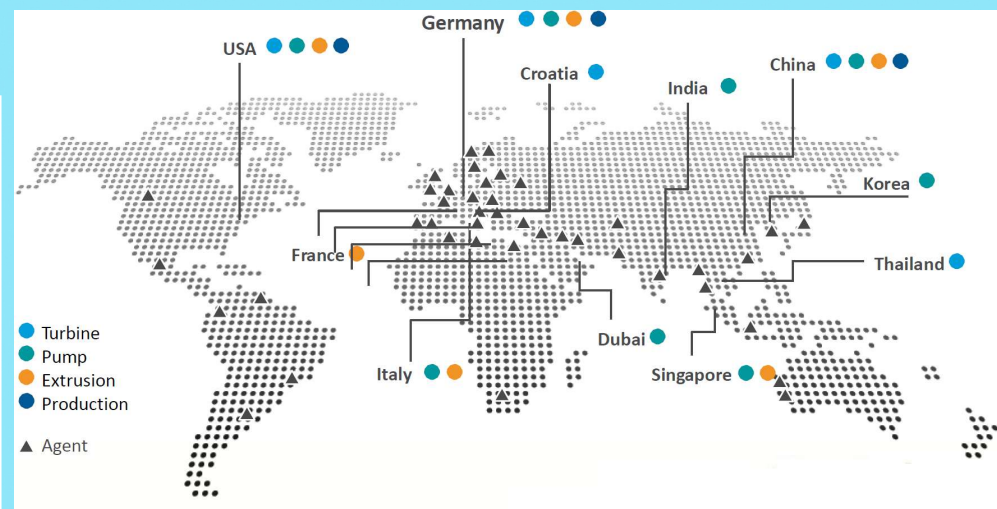 Germany
USA
Croatia
China
India
Korea
France
Thailand
Turbine
Pump
Extrusion
Production
Agent
Dubai
Italy
Singapore